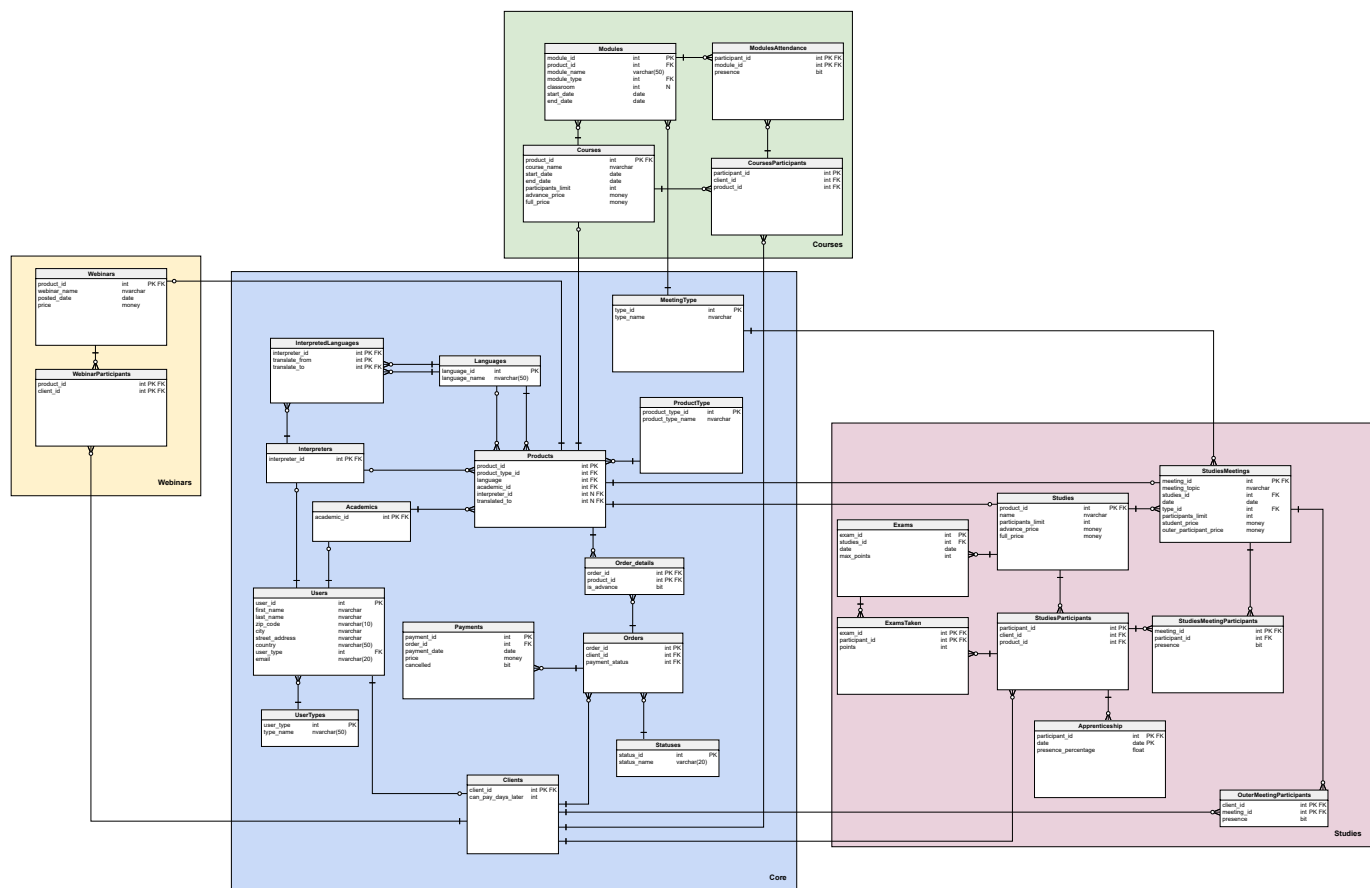 Modules
module_id int PK
product_id int FK
module_name varchar(50)
module_type int FK
classroom int N
start_date date
end_date date
ModulesAttendance
participant_id int PK FK
module_id int PK FK
presence bit
Courses
product_id int PK FK
course_name nvarchar
start_date date
end_date date
participants_limit int
advance_price money
full_price money
CoursesParticipants
participant_id int PK
client_id int FK
product_id int FK
Courses
Webinars
product_id int PK FK
webinar_name nvarchar
posted_date date
price money
WebinarParticipants
product_id int PK FK
client_id int PK FK
Webinars
MeetingType
type_id int PK
type_name nvarchar
InterpretedLanguages
interpreter_id int PK FK
translate_from int PK
translate_to int PK FK
Languages
language_id int PK
language_name nvarchar(50)
ProductType
procduct_type_id int PK
product_type_name nvarchar
Interpreters
interpreter_id int PK FK
Products
product_id int PK
product_type_id int FK
language int FK
academic_id int FK
interpreter_id int N FK
translated_to int N FK
Academics
academic_id int PK FK
Order_details
order_id int PK FK
product_id int PK FK
is_advance bit
Users
user_id int PK
first_name nvarchar
last_name nvarchar
zip_code nvarchar(10)
city nvarchar
street_address nvarchar
country nvarchar(50)
user_type int FK
email nvarchar(20)
Payments
payment_id int PK
order_id int FK
payment_date date
price money
cancelled bit
Orders
order_id int PK
client_id int FK
payment_status int FK
UserTypes
user_type int PK
type_name nvarchar(50)
Statuses
status_id int PK
status_name varchar(20)
Clients
client_id int PK FK
can_pay_days_later int
Core
StudiesMeetings
meeting_id int PK FK
meeting_topic nvarchar
studies_id int FK
date date
type_id int FK
participants_limit int
student_price money
outer_participant_price money
Studies
product_id int PK FK
name nvarchar
participants_limit int
advance_price money
full_price money
Exams
exam_id int PK
studies_id int FK
date date
max_points int
ExamsTaken
exam_id int PK FK
participant_id int PK FK
points int
StudiesParticipants
participant_id int PK
client_id int FK
product_id int FK
StudiesMeetingParticipants
meeting_id int PK FK
participant_id int FK
presence bit
Apprenticeship
participant_id int PK FK
date date PK
presence_percentage float
OuterMeetingParticipants
client_id int PK FK
meeting_id int PK FK
presence bit
Studies